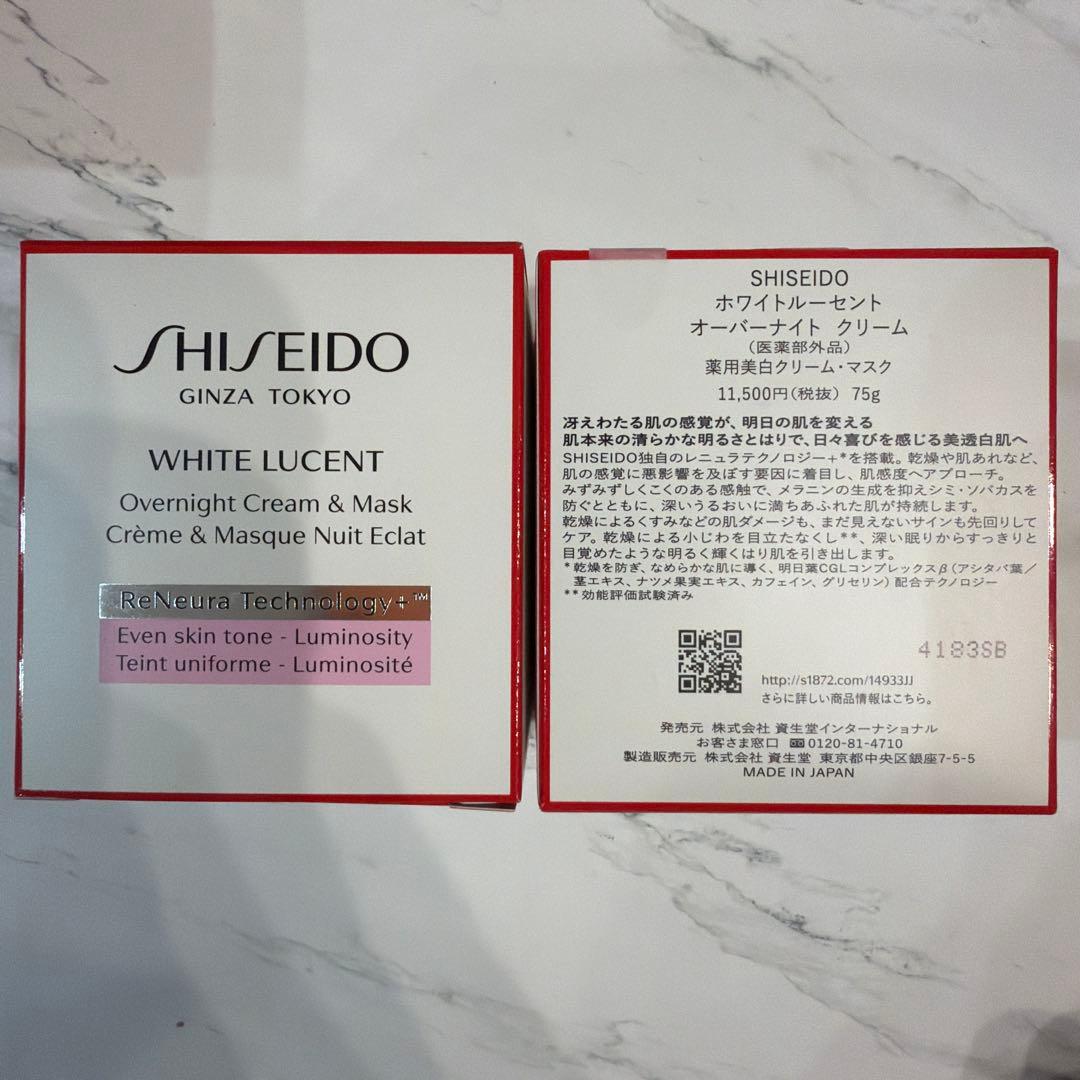 SHISEIDO
GINZA TOKYO
WHITE LUCENT
Overnight Cream & Mask
Crème & Masque Nuit Eclat
ReNeura Technology+™
Even skin tone - Luminosity
Teint uniforme - Luminosité
SHISEIDO
ホワイトルーセント
オーバーナイト クリーム
(医薬部外品)
薬用美白クリーム・マスク
11,500円(税抜) 75g
冴えわたる肌の感覚が、明日の肌を変える
肌本来の清らかな明るさとはりで、日々喜びを感じる美透白肌へ
SHISEIDO独自のレニュラテクノロジー+*を搭載。乾燥や肌あれなど、
肌の感覚に悪影響を及ぼす要因に着目し、肌感度へアプローチ。
みずみずしくこくのある感触で、メラニンの生成を抑えシミ・ソバカスを
防ぐとともに、深いうるおいに満ちあふれた肌が持続します。
乾燥によるくすみなどの肌ダメージも、まだ見えないサインも先回りして
ケア。乾燥による小じわを目立たなくし**、深い眠りからすっきりと
目覚めたような明るく輝くはり肌を引き出します。
*乾燥を防ぎ、なめらかな肌に導く、明日葉CGLコンプレックスβ(アシタバ葉/
茎エキス、ナツメ果実エキス、カフェイン、グリセリン)配合テクノロジー
**効能評価試験済み
4183SB
http://s1872.com/14933JJ
さらに詳しい商品情報はこちら。
発売元 株式会社 資生堂インターナショナル
お客さま窓口 0120-81-4710
製造販売元 株式会社 資生堂 東京都中央区銀座7-5-5
MADE IN JAPAN